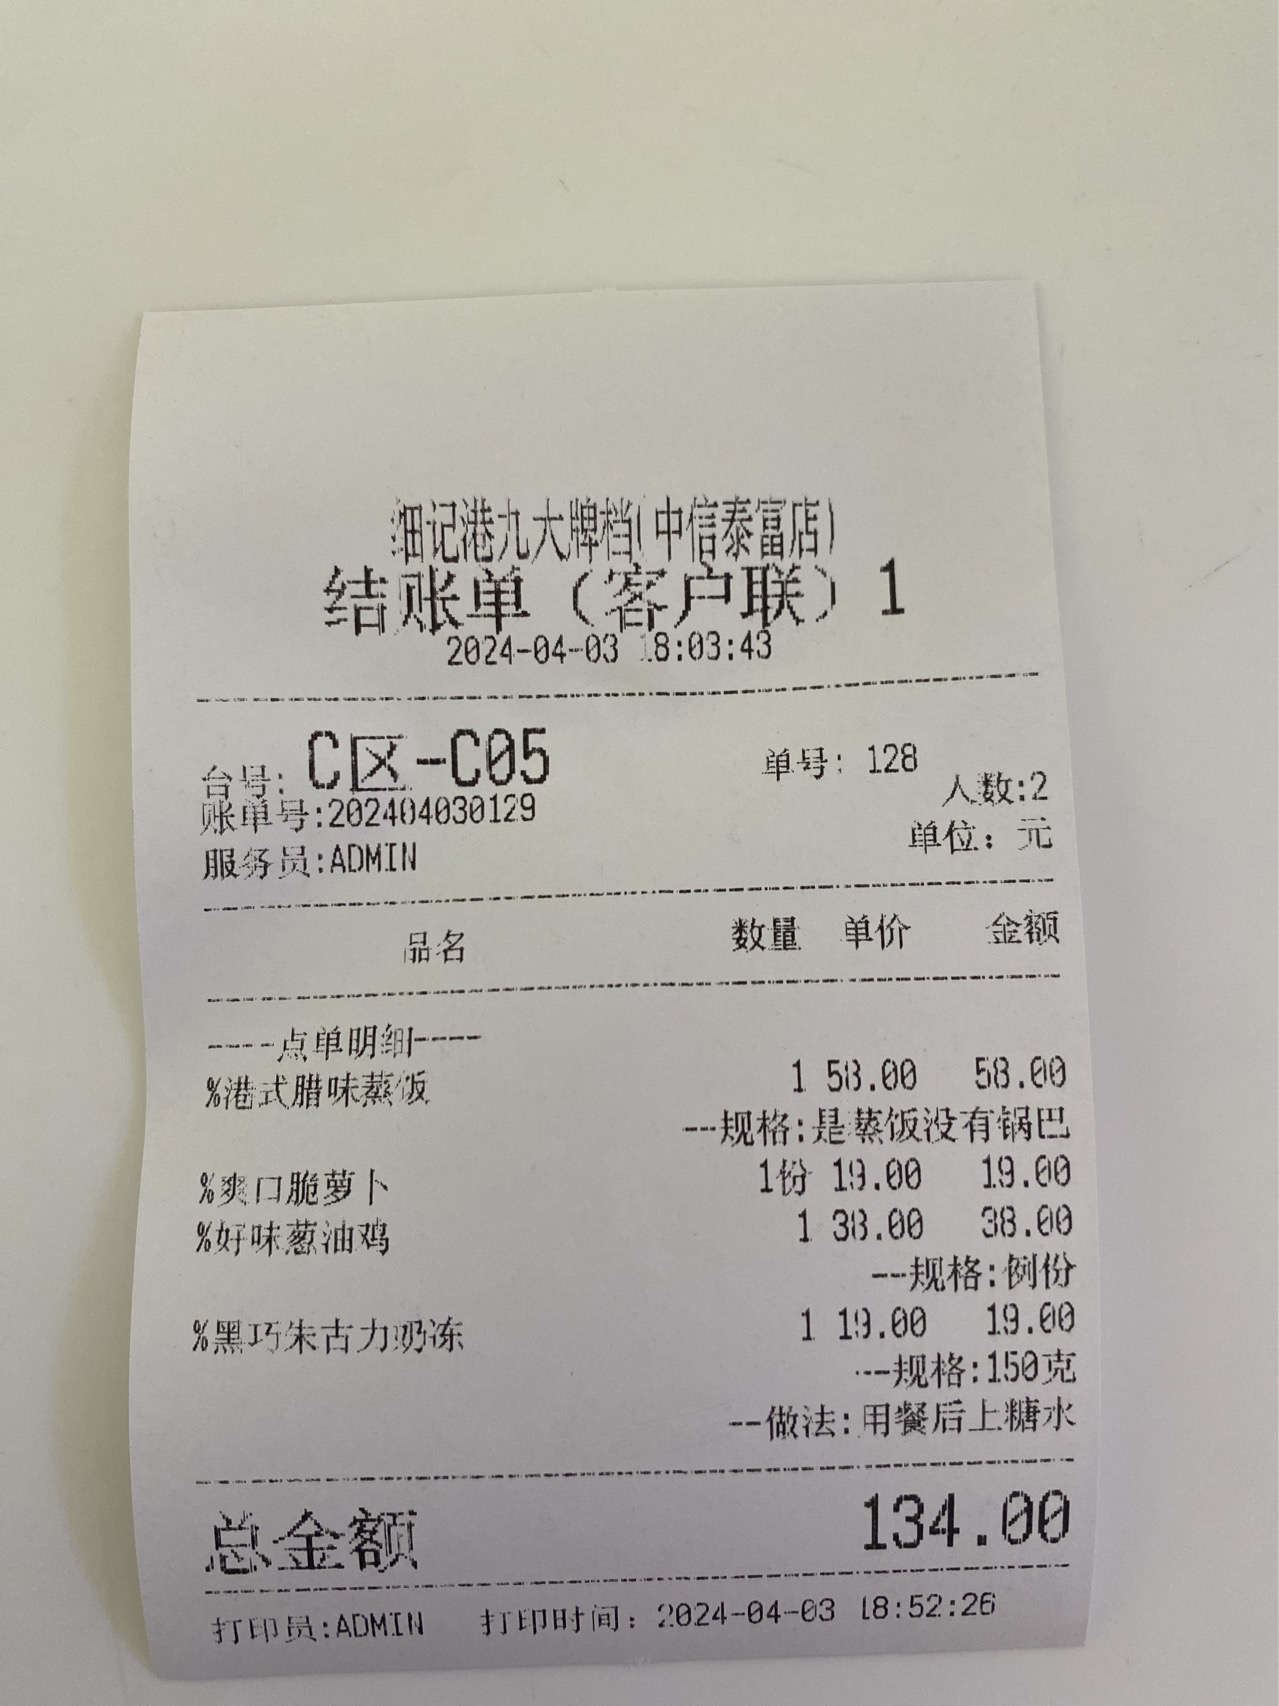 细记港九大牌档(中信泰富店)
结账单（客户联）1
2024-04-03 18:03:43
台号: C区-C05 单号: 128
人数:2
账单号:202404030129
单位: 元
服务员:ADMIN
品名 数量 单价 金额
----点单明细----
%港式腊味蒸饭 1 58.00 58.00
--规格:是蒸饭没有锅巴
%爽口脆萝卜 1份 19.00 19.00
%好味葱油鸡 1 38.00 38.00
--规格:例份
%黑巧朱古力奶冻 1 19.00 19.00
--规格:150克
--做法:用餐后上糖水
总金额 134.00
打印员:ADMIN 打印时间: 2024-04-03 18:52:26